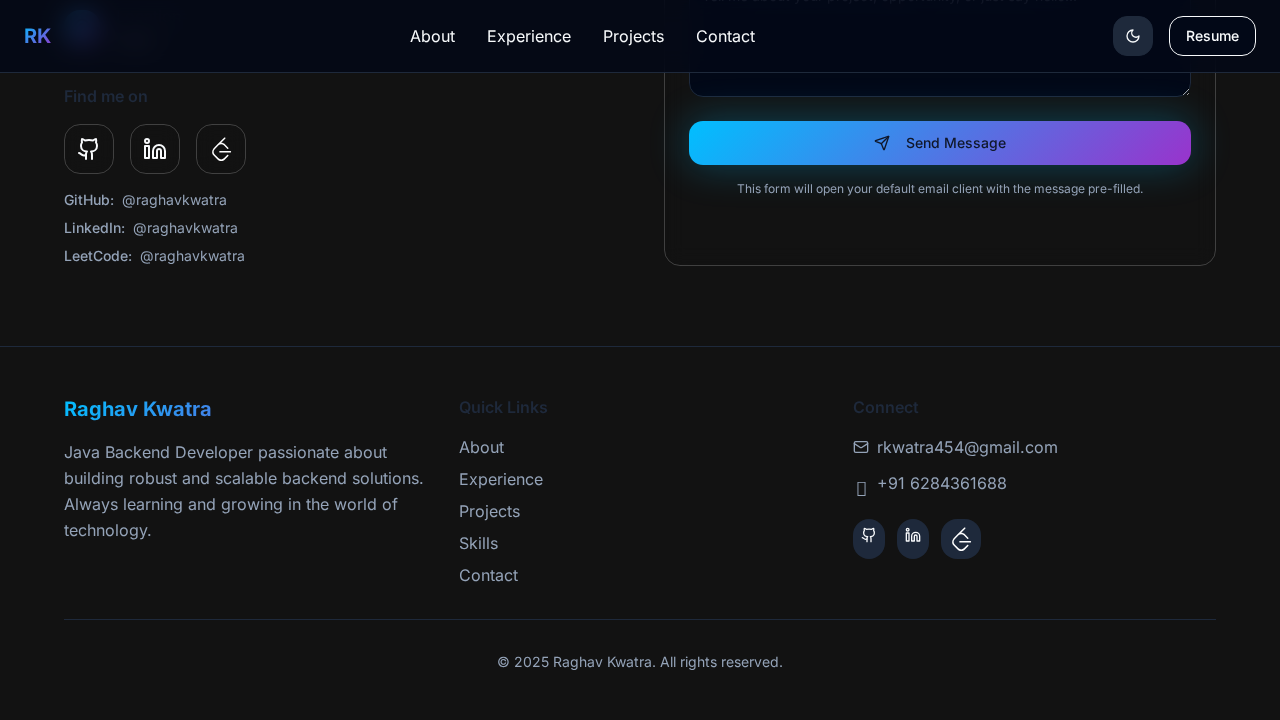 RK
About
Experience
Projects
Contact
Resume
Find me on
GitHub: @raghavkwatra
LinkedIn: @raghavkwatra
LeetCode: @raghavkwatra
Send Message
This form will open your default email client with the message pre-filled.
Raghav Kwatra
Java Backend Developer passionate about
building robust and scalable backend solutions.
Always learning and growing in the world of
technology.
Quick Links
About
Experience
Projects
Skills
Contact
Connect
rkwatra454@gmail.com
+91 6284361688
© 2025 Raghav Kwatra. All rights reserved.